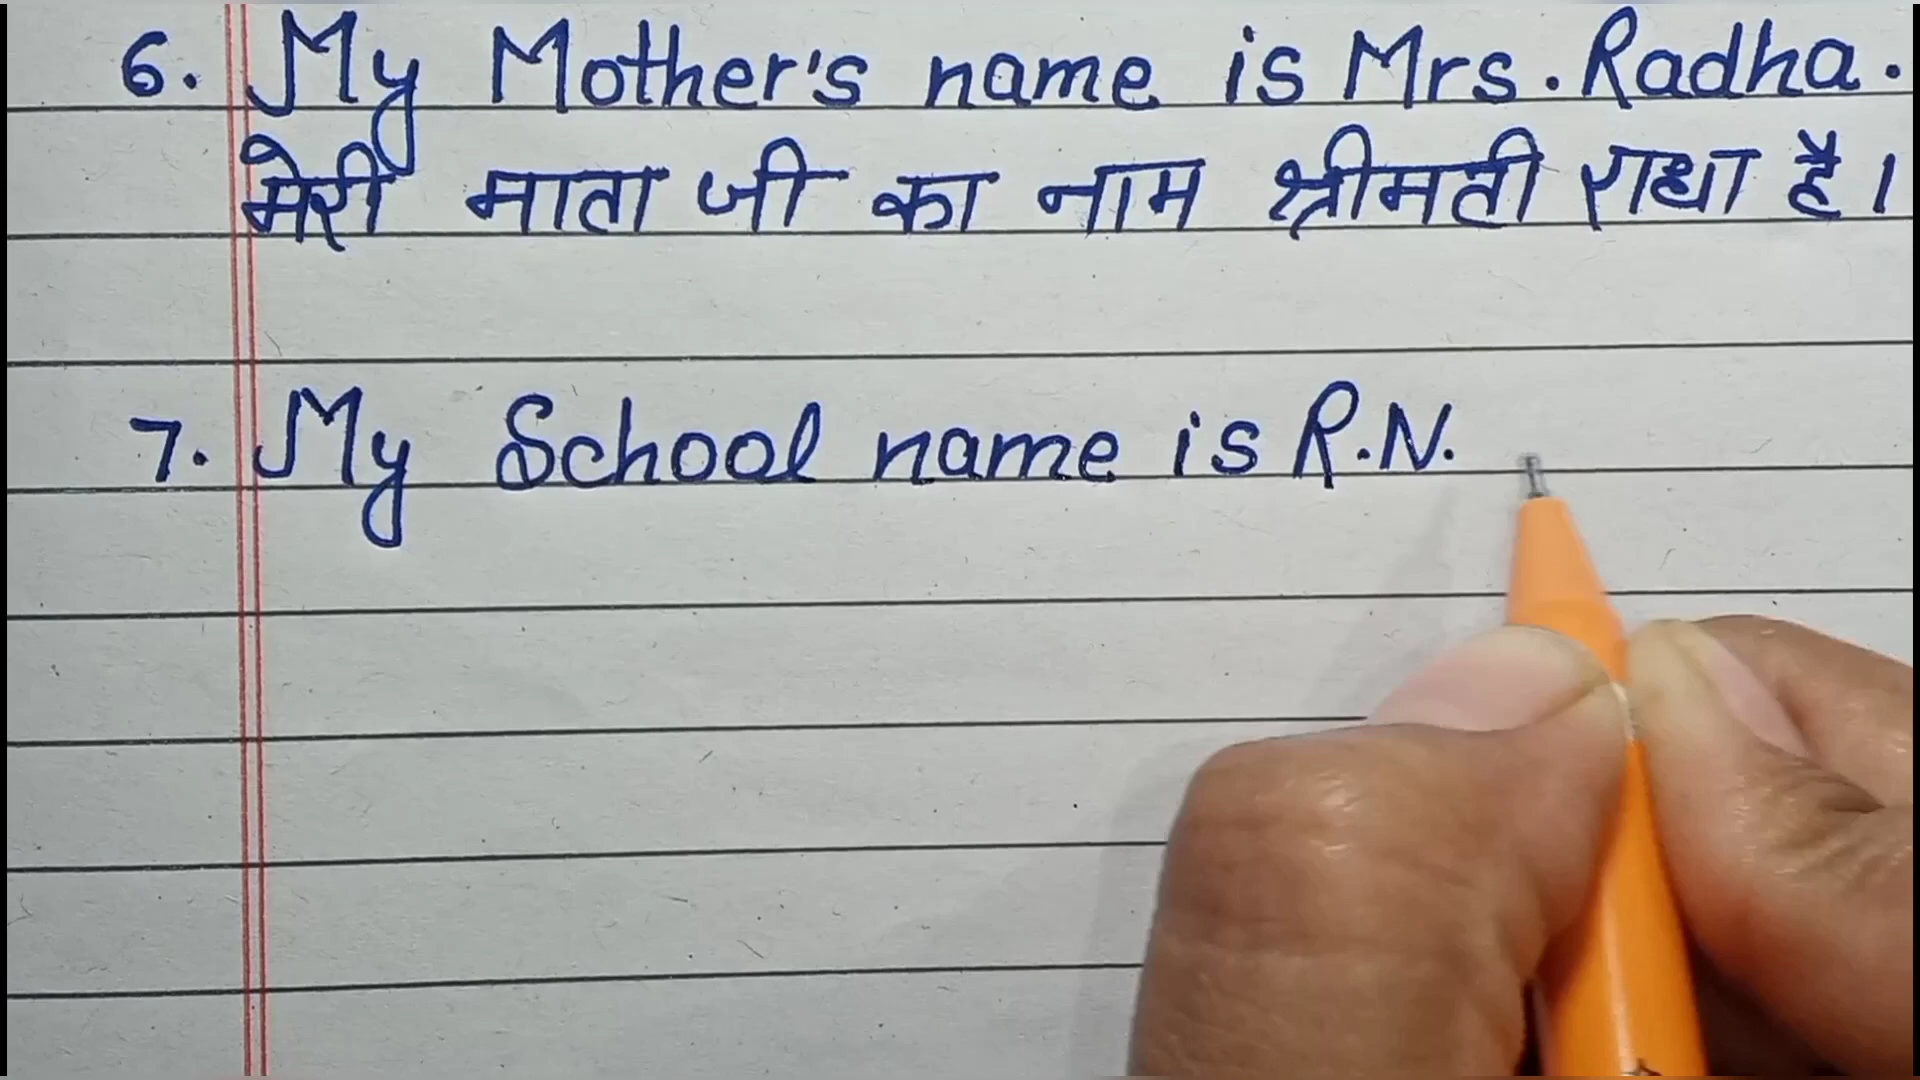 6. My Mother's name is Mrs. Radha.
मेरी माता जी का नाम श्रीमती राधा है।
7. My School name is R.N.